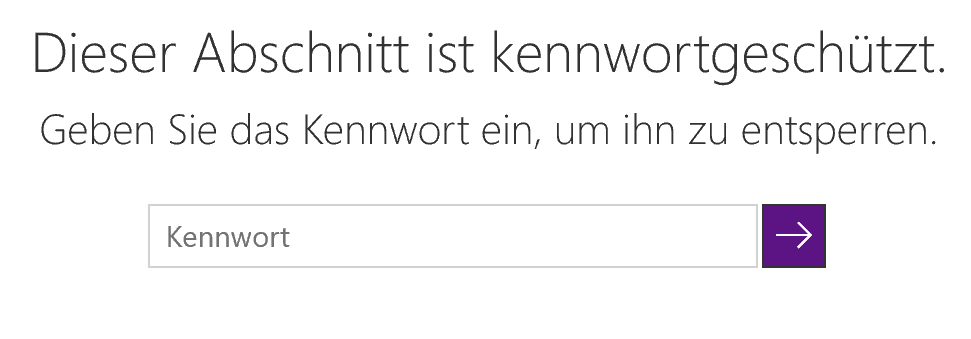 Dieser Abschnitt ist kennwortgeschützt.
Geben Sie das Kennwort ein, um ihn zu entsperren.
Kennwort